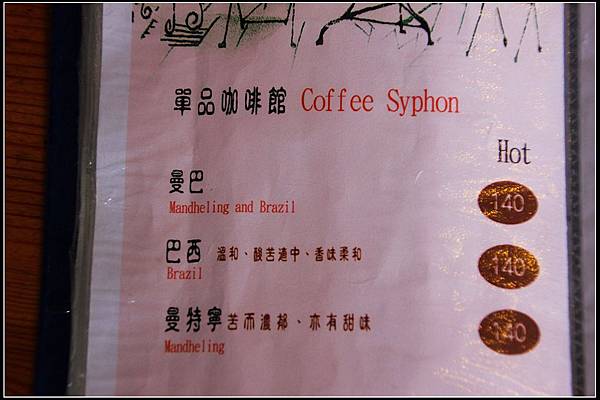 單品咖啡館 Coffee Syphon
Hot
曼巴 140
Mandheling and Brazil
巴西 溫和、酸苦適中、香味柔和 140
Brazil
曼特寧 苦而濃郁、亦有甜味 140
Mandheling